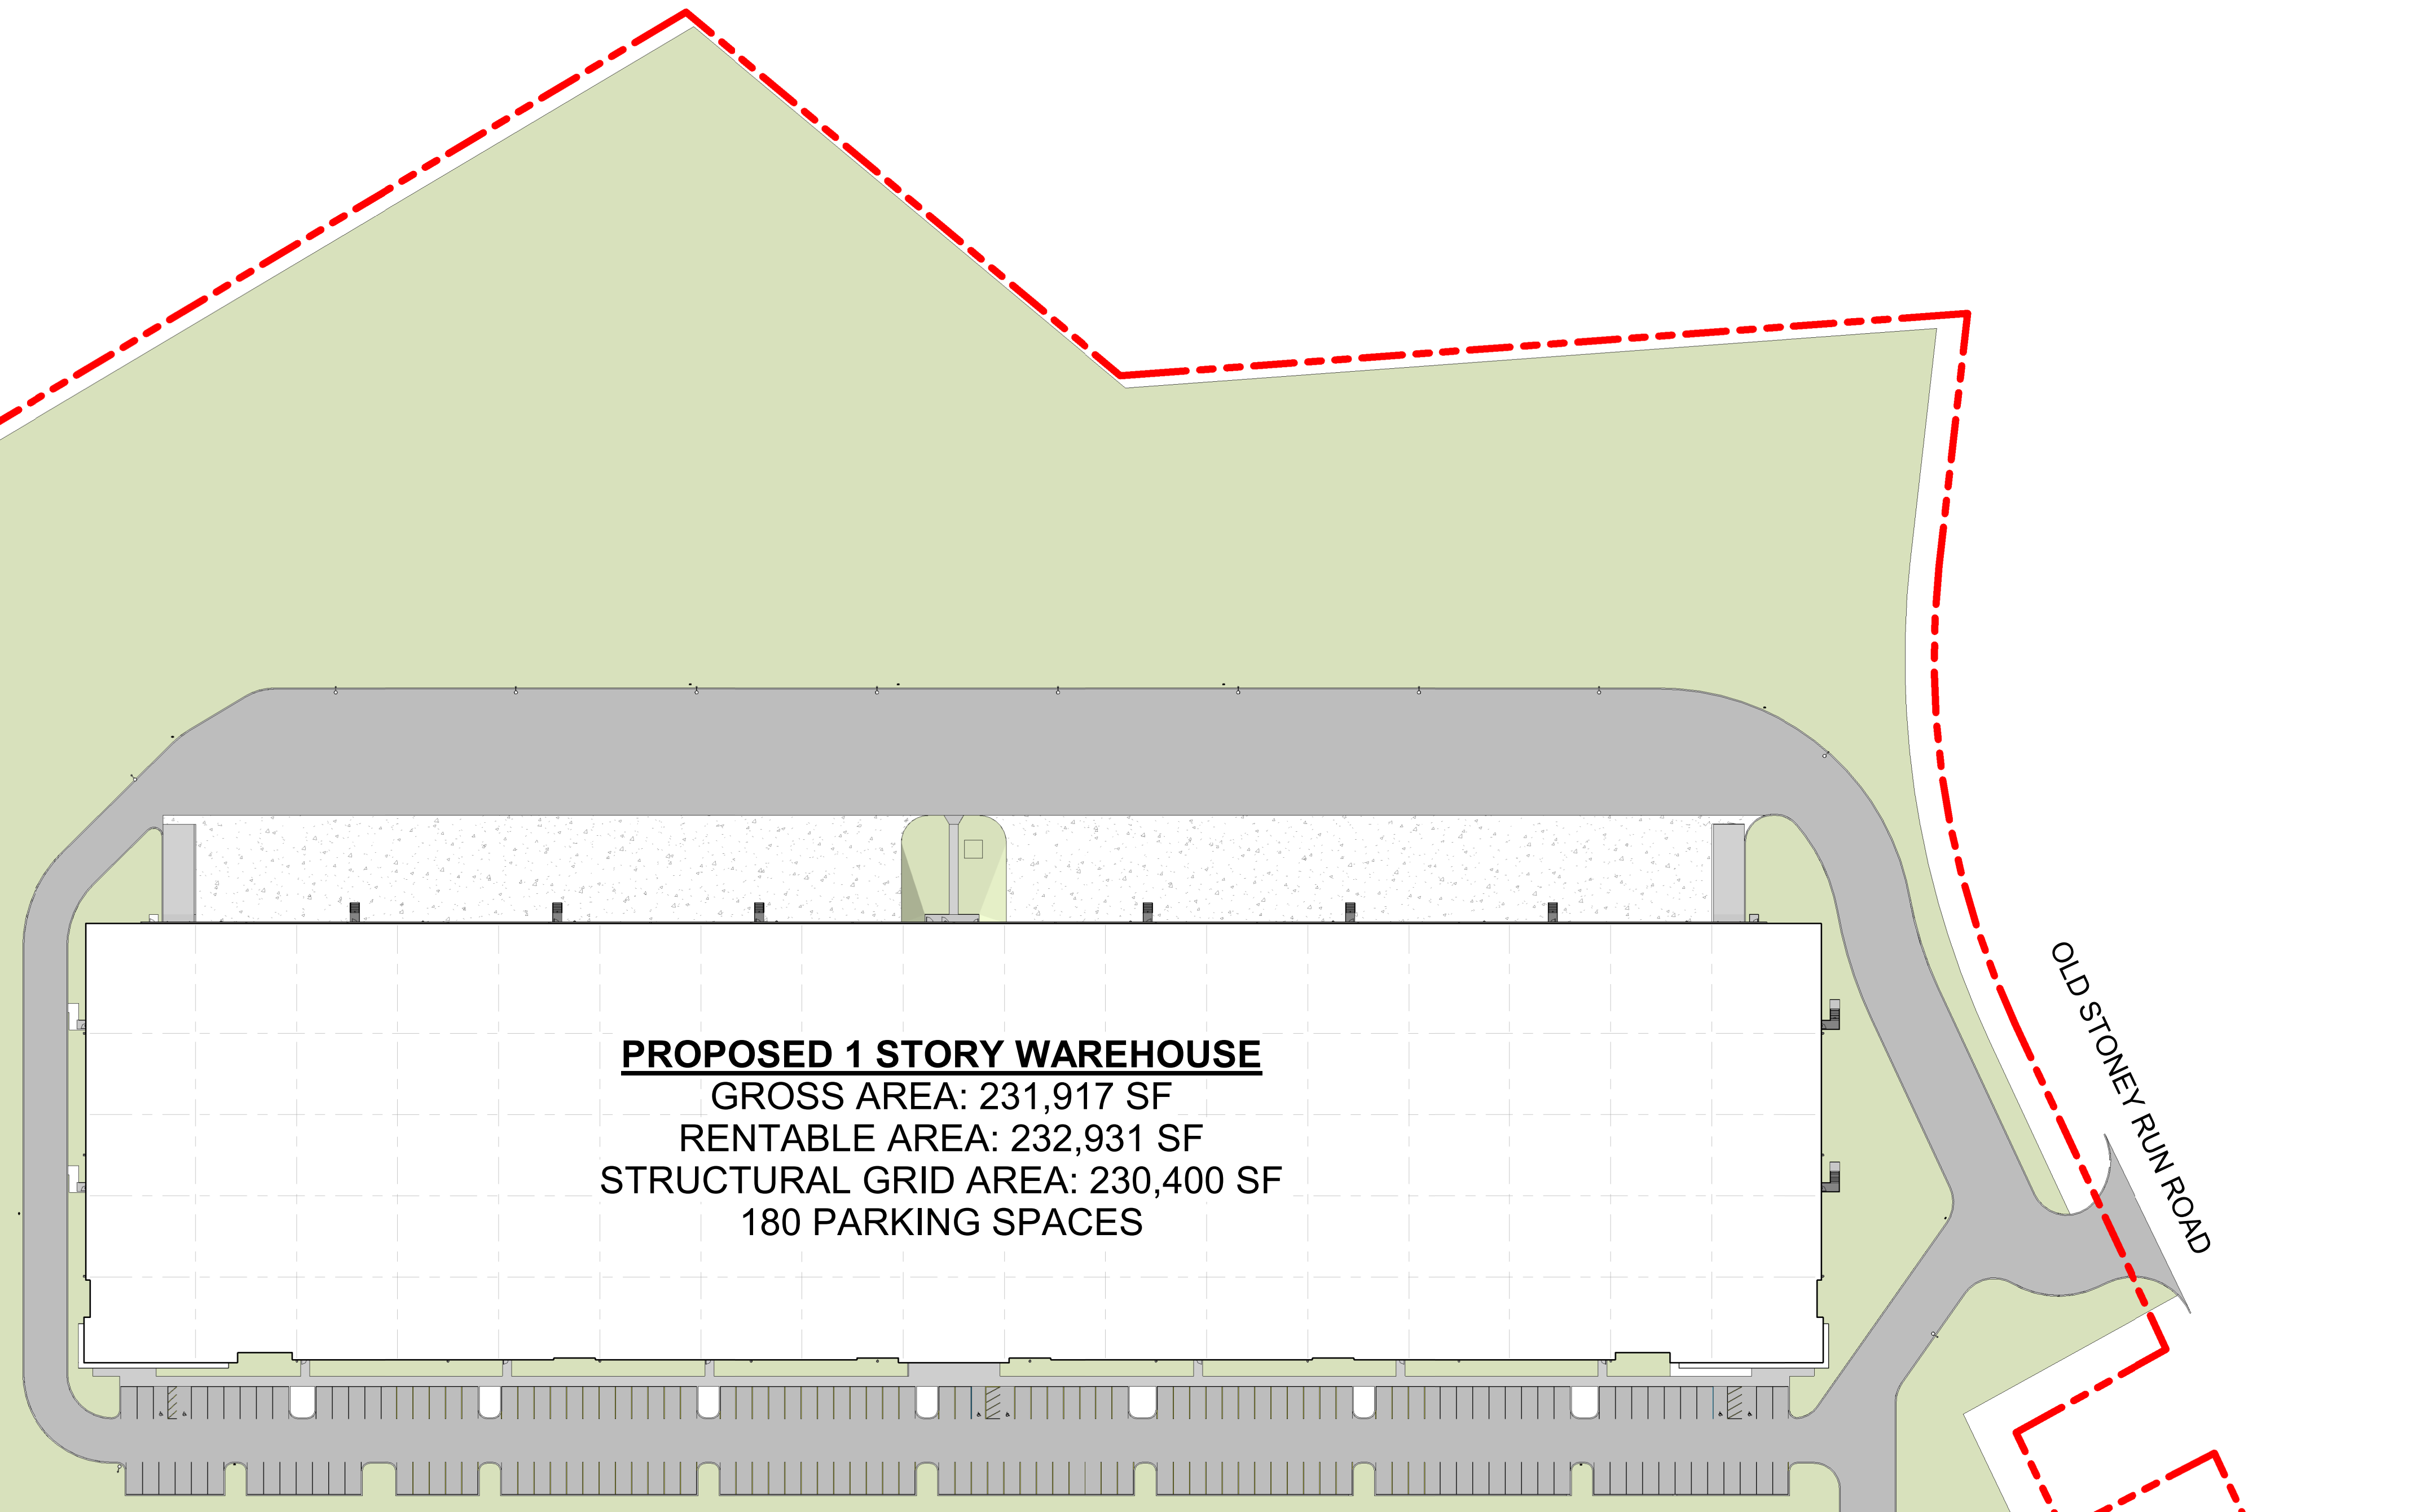 PROPOSED 1 STORY WAREHOUSE
GROSS AREA: 231,917 SF
RENTABLE AREA: 232,931 SF
STRUCTURAL GRID AREA: 230,400 SF
180 PARKING SPACES
OLD STONEY RUN ROAD